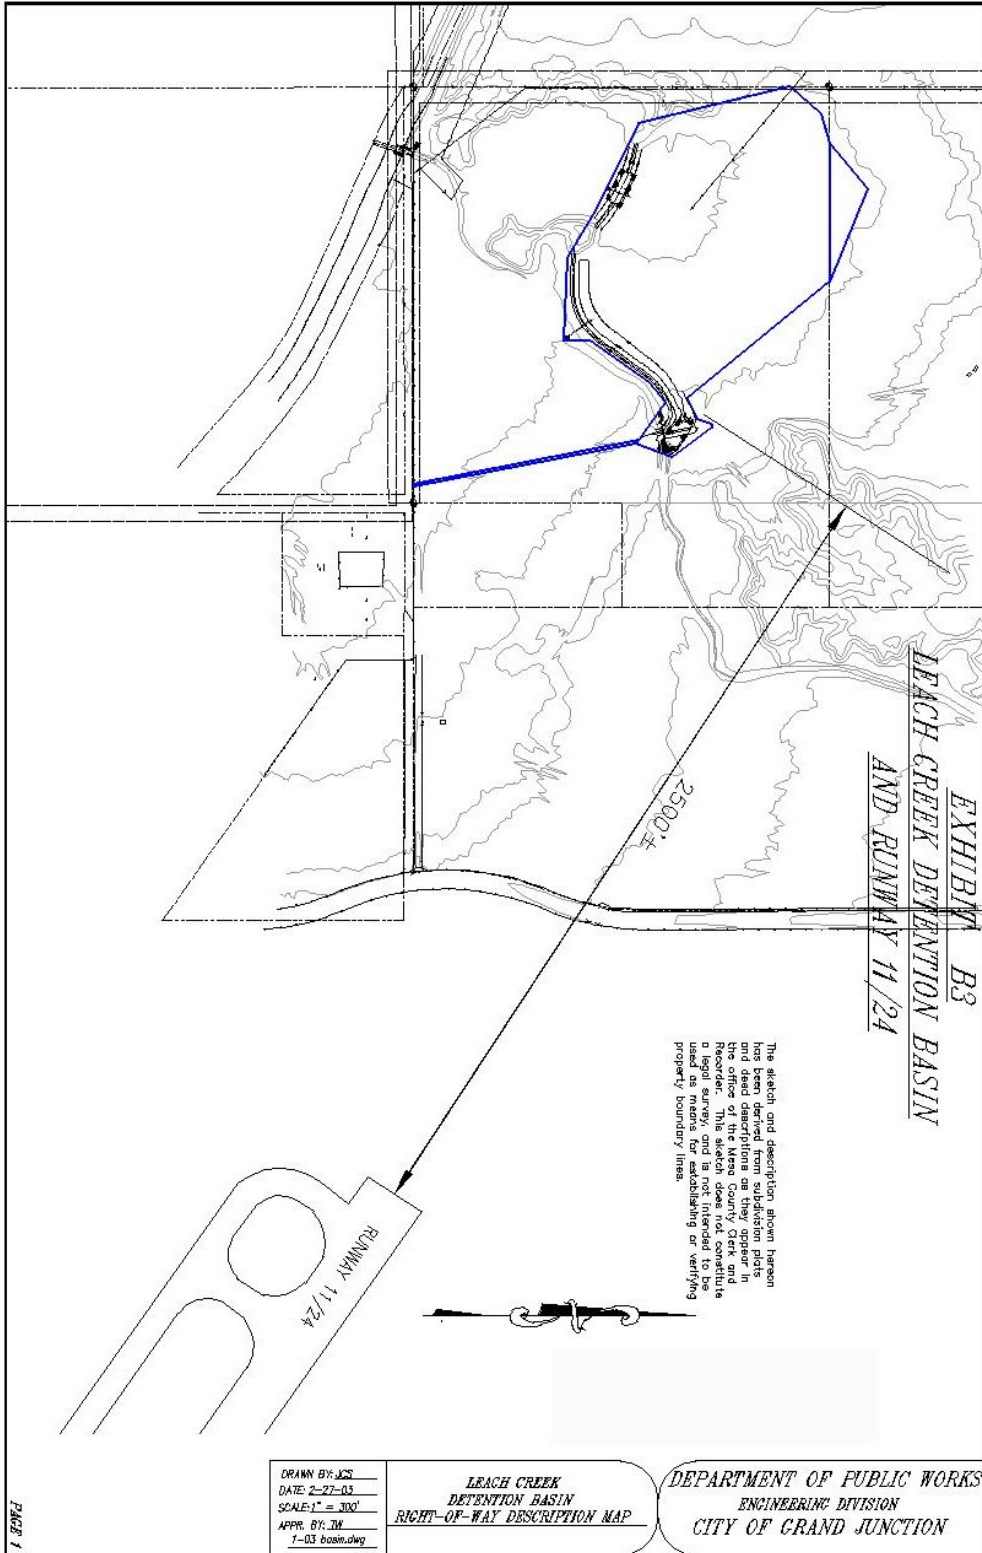 EXHIBIT B3
LEACH CREEK DETENTION BASIN
AND RUNWAY 11/24
2500'±
The sketch and description shown hereon
has been derived from subdivision plats
and deed descriptions as they appear in
the office of the Mesa County Clerk and
Recorder. This sketch does not constitute
a legal survey, and is not intended to be
used as means for establishing or verifying
property boundary lines.
RUNWAY 11/24
DRAWN BY: JCS
DATE: 2-27-03
SCALE: 1" = 300'
APPR. BY: TW
1-03 basin.dwg
LEACH CREEK
DETENTION BASIN
RIGHT-OF-WAY DESCRIPTION MAP
DEPARTMENT OF PUBLIC WORKS
ENGINEERING DIVISION
CITY OF GRAND JUNCTION
PAGE 1